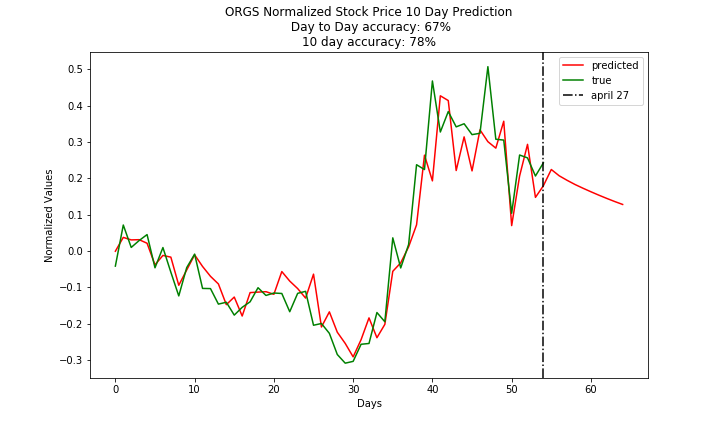 ORGS Normalized Stock Price 10 Day Prediction
Day to Day accuracy: 67%
10 day accuracy: 78%
predicted
true
april 27
0.5
0.4
0.3
0.2
0.1
0.0
−0.1
−0.2
−0.3
Normalized Values
0 10 20 30 40 50 60
Days